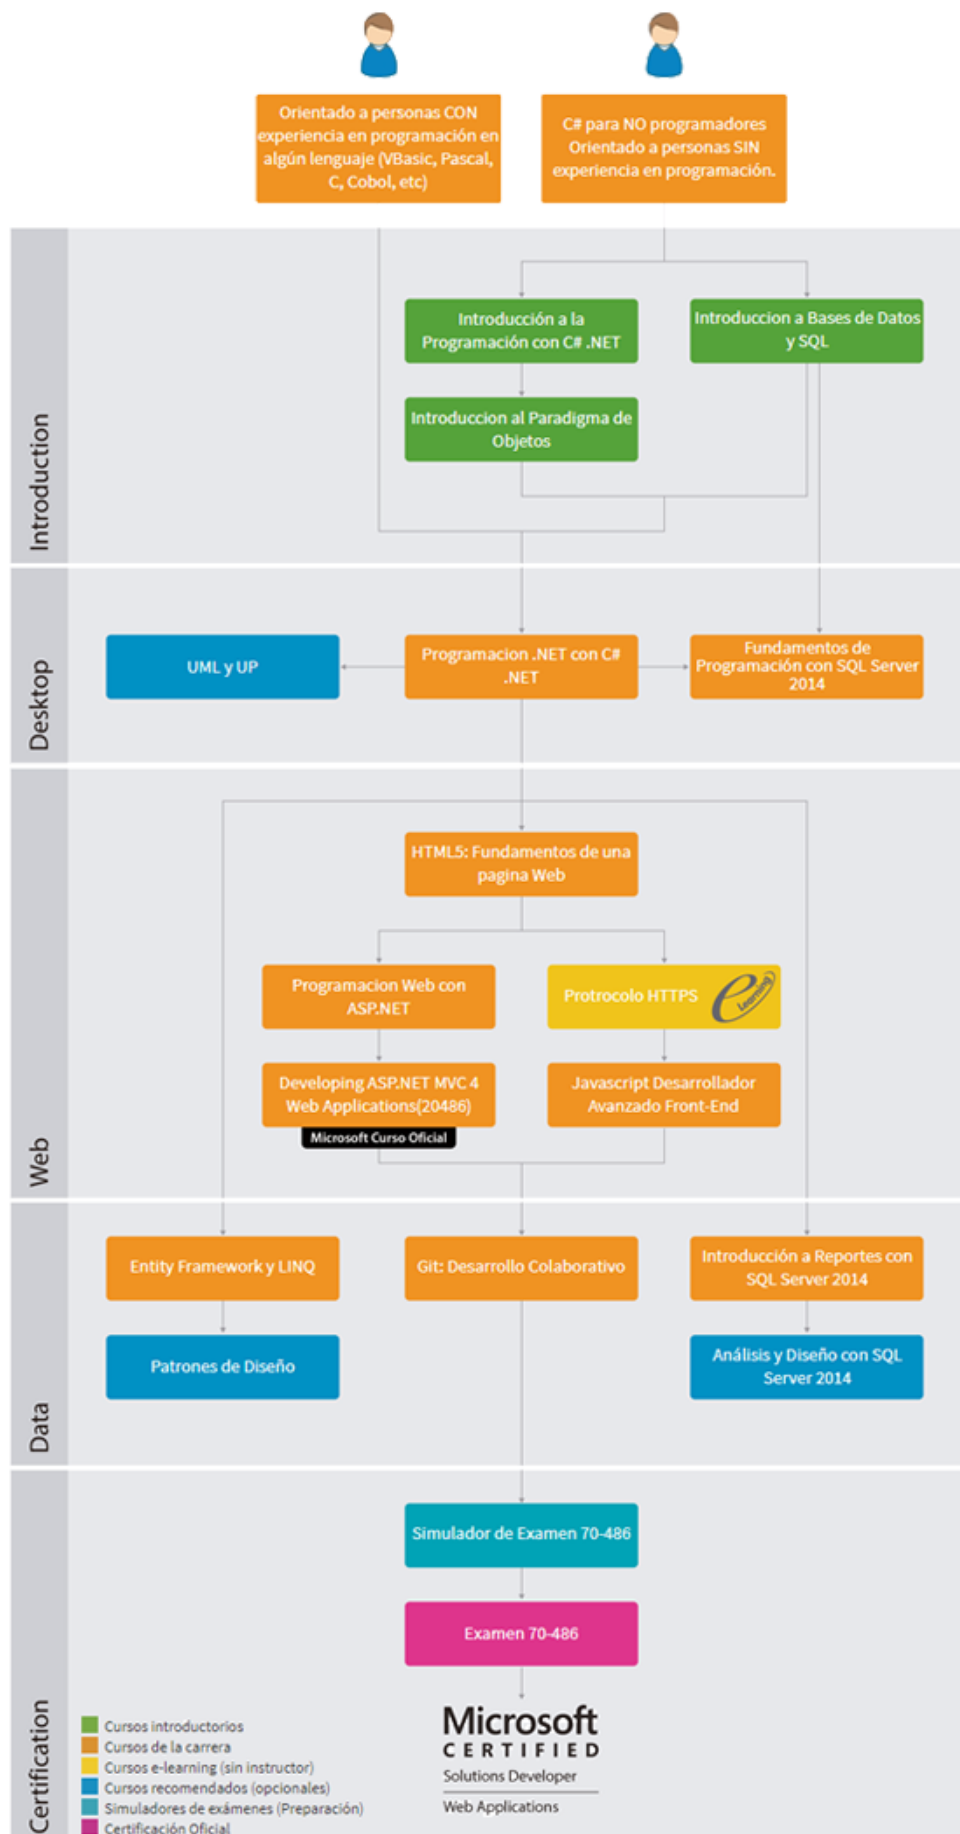 Orientado a personas CON
experiencia en programación en
algún lenguaje (VBasic, Pascal,
C, Cobol, etc)
C# para NO programadores
Orientado a personas SIN
experiencia en programación.
Introduction
Introducción a la
Programación con C# .NET
Introduccion a Bases de Datos
y SQL
Introduccion al Paradigma de
Objetos
Desktop
UML y UP
Programacion .NET con C#
.NET
Fundamentos de
Programación con SQL Server
2014
Web
HTML5: Fundamentos de una
pagina Web
Programacion Web con
ASP.NET
Protrocolo HTTPS
e Learning
Developing ASP.NET MVC 4
Web Applications(20486)
Microsoft Curso Oficial
Javascript Desarrollador
Avanzado Front-End
Data
Entity Framework y LINQ
Git: Desarrollo Colaborativo
Introducción a Reportes con
SQL Server 2014
Patrones de Diseño
Análisis y Diseño con SQL
Server 2014
Certification
Simulador de Examen 70-486
Examen 70-486
Microsoft
CERTIFIED
Solutions Developer
Web Applications
Cursos introductorios
Cursos de la carrera
Cursos e-learning (sin instructor)
Cursos recomendados (opcionales)
Simuladores de exámenes (Preparación)
Certificación Oficial